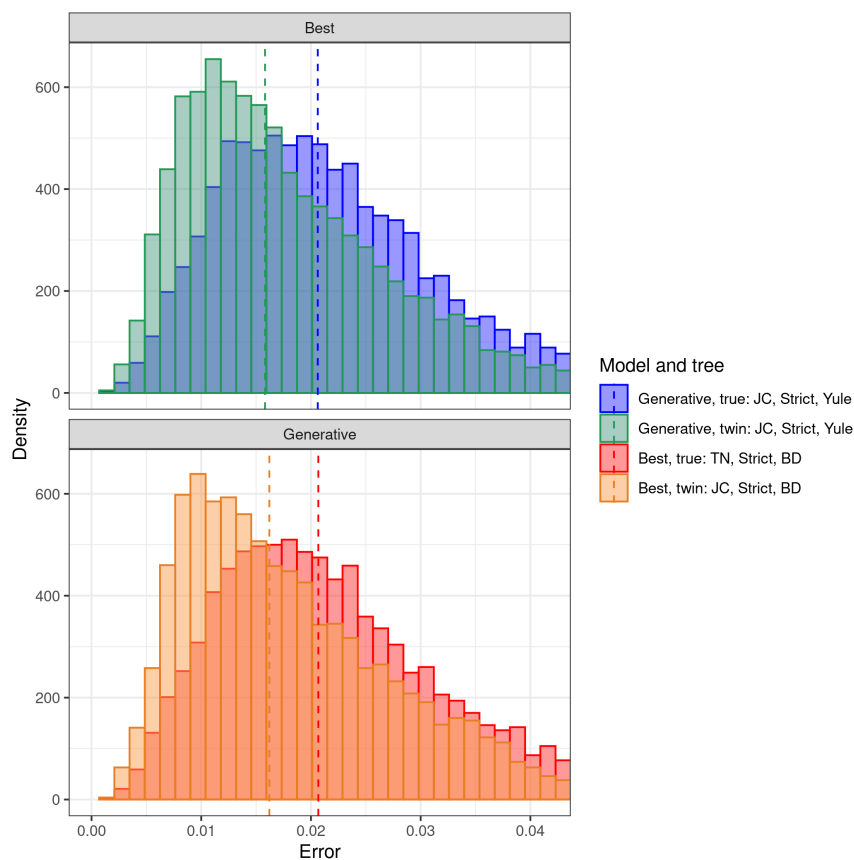 Best
600
400
200
0
Generative
600
400
200
0
0.00 0.01 0.02 0.03 0.04
Error
Density
Model and tree
Generative, true: JC, Strict, Yule
Generative, twin: JC, Strict, Yule
Best, true: TN, Strict, BD
Best, twin: JC, Strict, BD